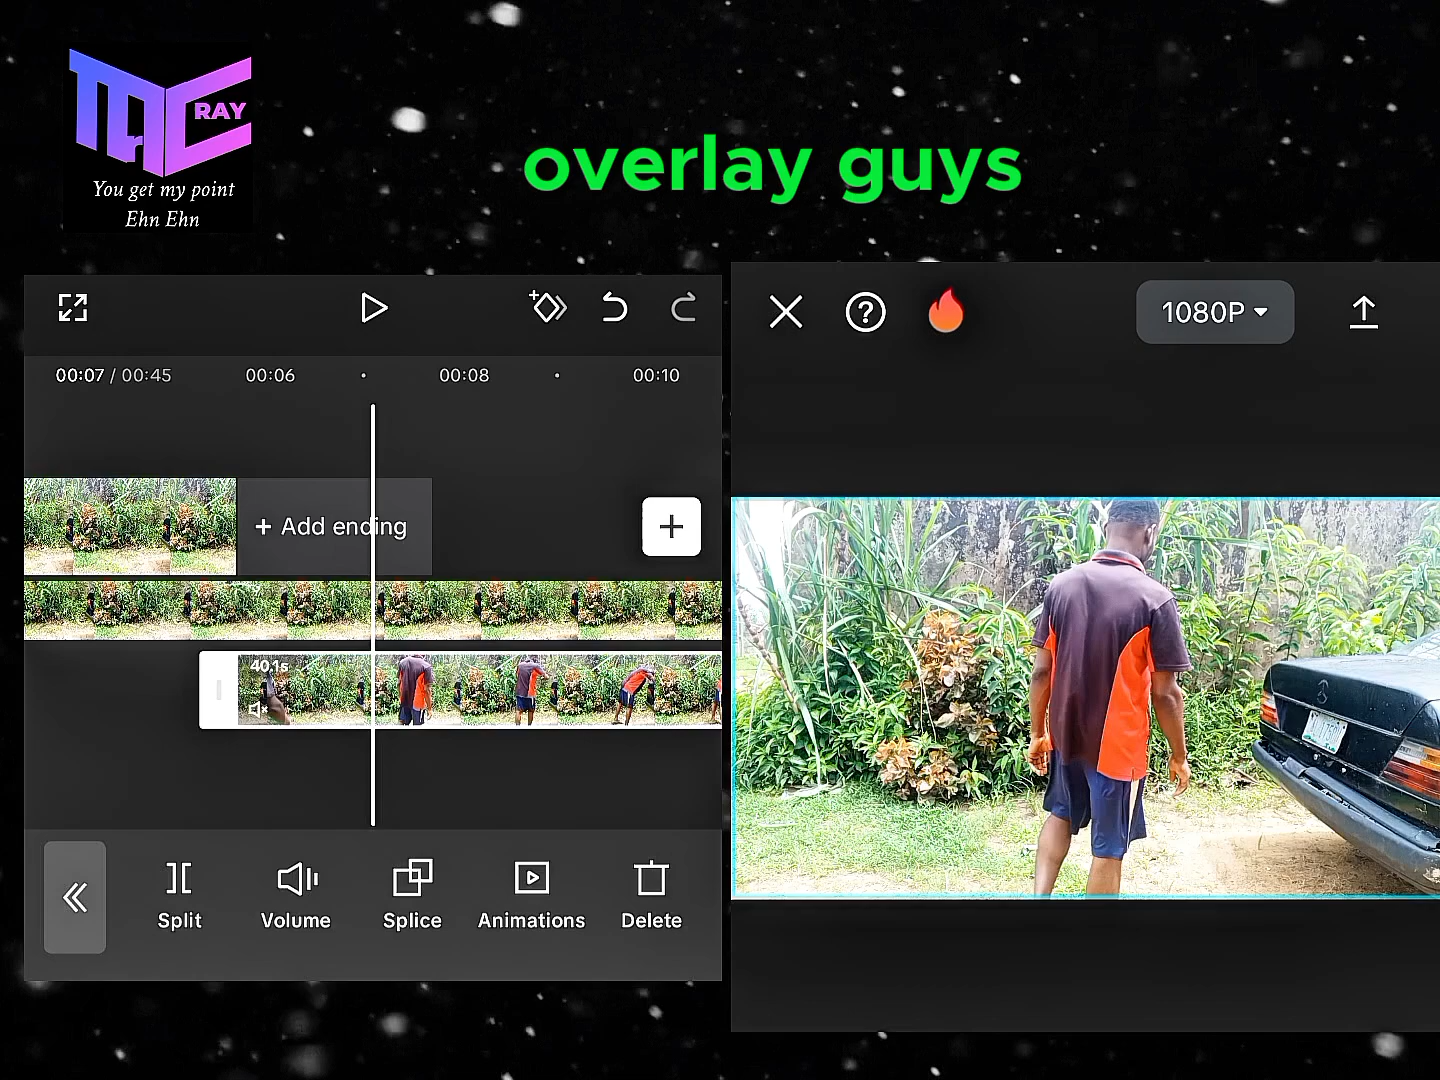 MAC
RAY
You get my point
Ehn Ehn
overlay guys
00:07 / 00:45
00:06
00:08
00:10
+ Add ending
40.1s
Split
Volume
Splice
Animations
Delete
1080P